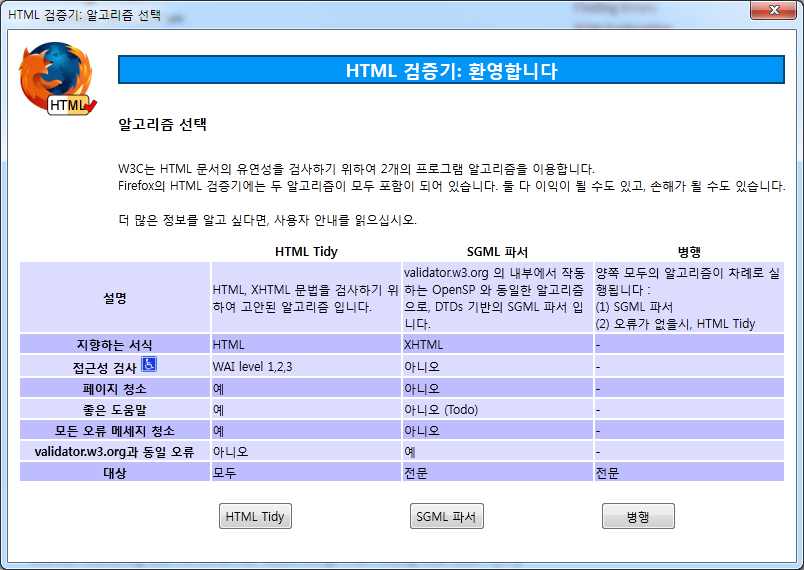 HTML 검증기: 알고리즘 선택
HTML
HTML 검증기: 환영합니다
알고리즘 선택
W3C는 HTML 문서의 유연성을 검사하기 위하여 2개의 프로그램 알고리즘을 이용합니다.
Firefox의 HTML 검증기에는 두 알고리즘이 모두 포함이 되어 있습니다. 둘 다 이익이 될 수도 있고, 손해가 될 수도 있습니다.
더 많은 정보를 알고 싶다면, 사용자 안내를 읽으십시오.
HTML Tidy SGML 파서 병행
설명
HTML, XHTML 문법을 검사하기 위
하여 고안된 알고리즘 입니다.
validator.w3.org 의 내부에서 작동
하는 OpenSP 와 동일한 알고리즘
으로, DTDs 기반의 SGML 파서 입
니다.
양쪽 모두의 알고리즘이 차례로 실
행됩니다 :
(1) SGML 파서
(2) 오류가 없을시, HTML Tidy
지향하는 서식 HTML XHTML -
접근성 검사 WAI level 1,2,3 아니오 -
페이지 청소 예 아니오 -
좋은 도움말 예 아니오 (Todo) -
모든 오류 메세지 청소 예 아니오 -
validator.w3.org과 동일 오류 아니오 예 -
대상 모두 전문 전문
HTML Tidy SGML 파서 병행